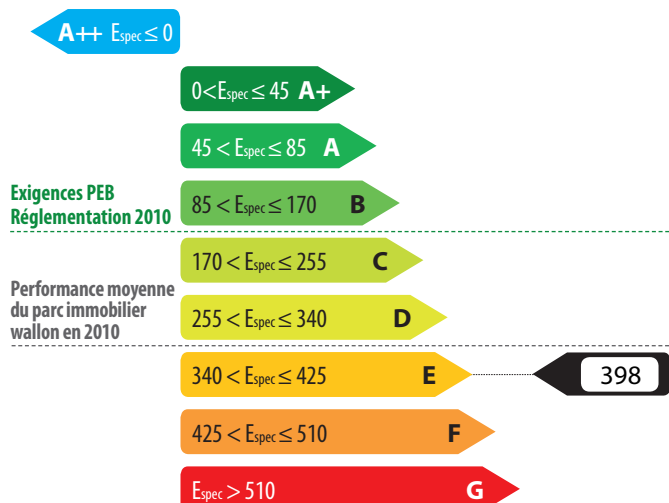 A++ Espec ≤ 0
0<Espec ≤ 45 A+
45 < Espec ≤ 85 A
Exigences PEB
Réglementation 2010
85 < Espec ≤ 170 B
170 < Espec ≤ 255 C
Performance moyenne
du parc immobilier
wallon en 2010
255 < Espec ≤ 340 D
340 < Espec ≤ 425 E
398
425 < Espec ≤ 510 F
Espec > 510 G